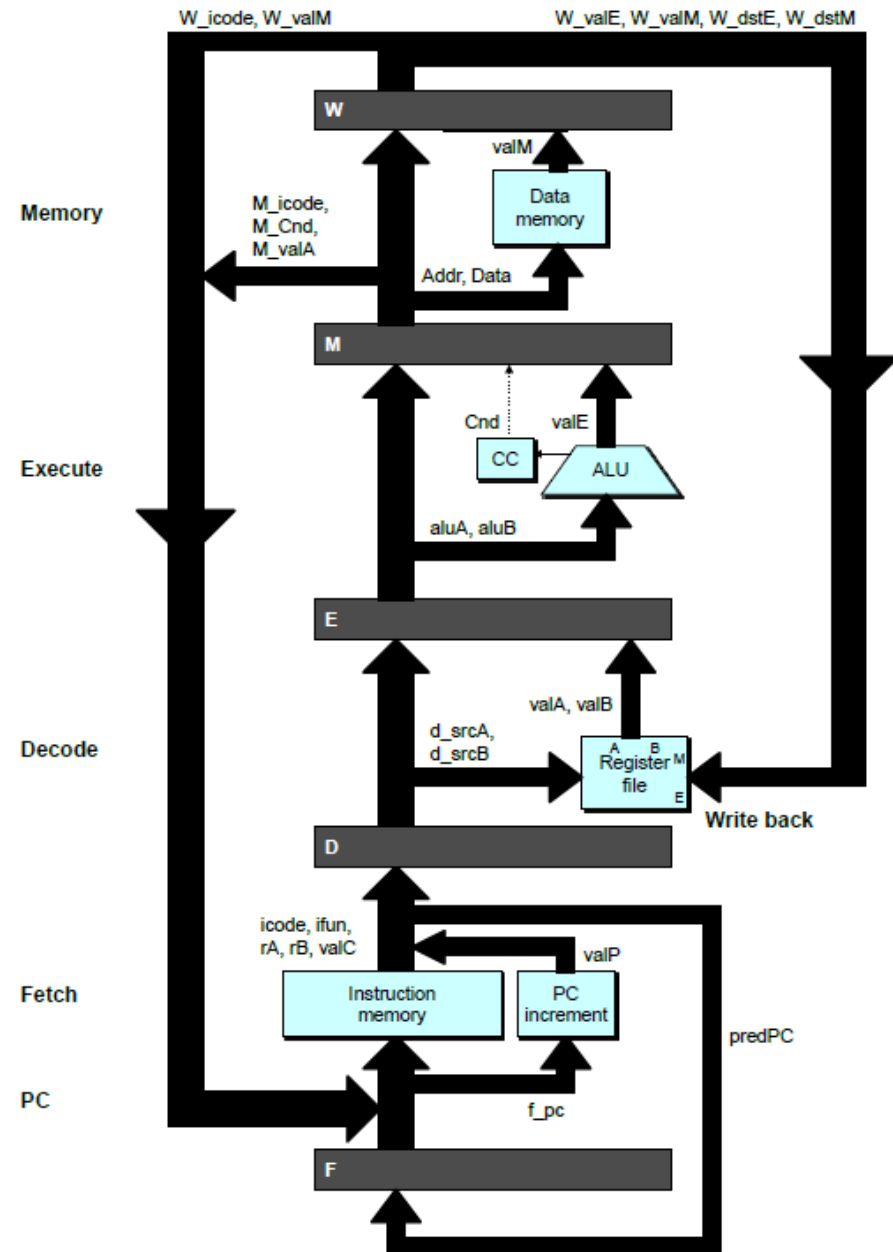 W_icode, W_valM
W_valE, W_valM, W_dstE, W_dstM
W
valM
Data
memory
Memory
M_icode,
M_Cnd,
M_valA
Addr, Data
M
Cnd
valE
CC
ALU
Execute
aluA, aluB
E
valA, valB
d_srcA,
d_srcB
Decode
A B
Register M
file
E
Write back
D
icode, ifun,
rA, rB, valC
valP
Fetch
Instruction
memory
PC
increment
predPC
PC
f_pc
F